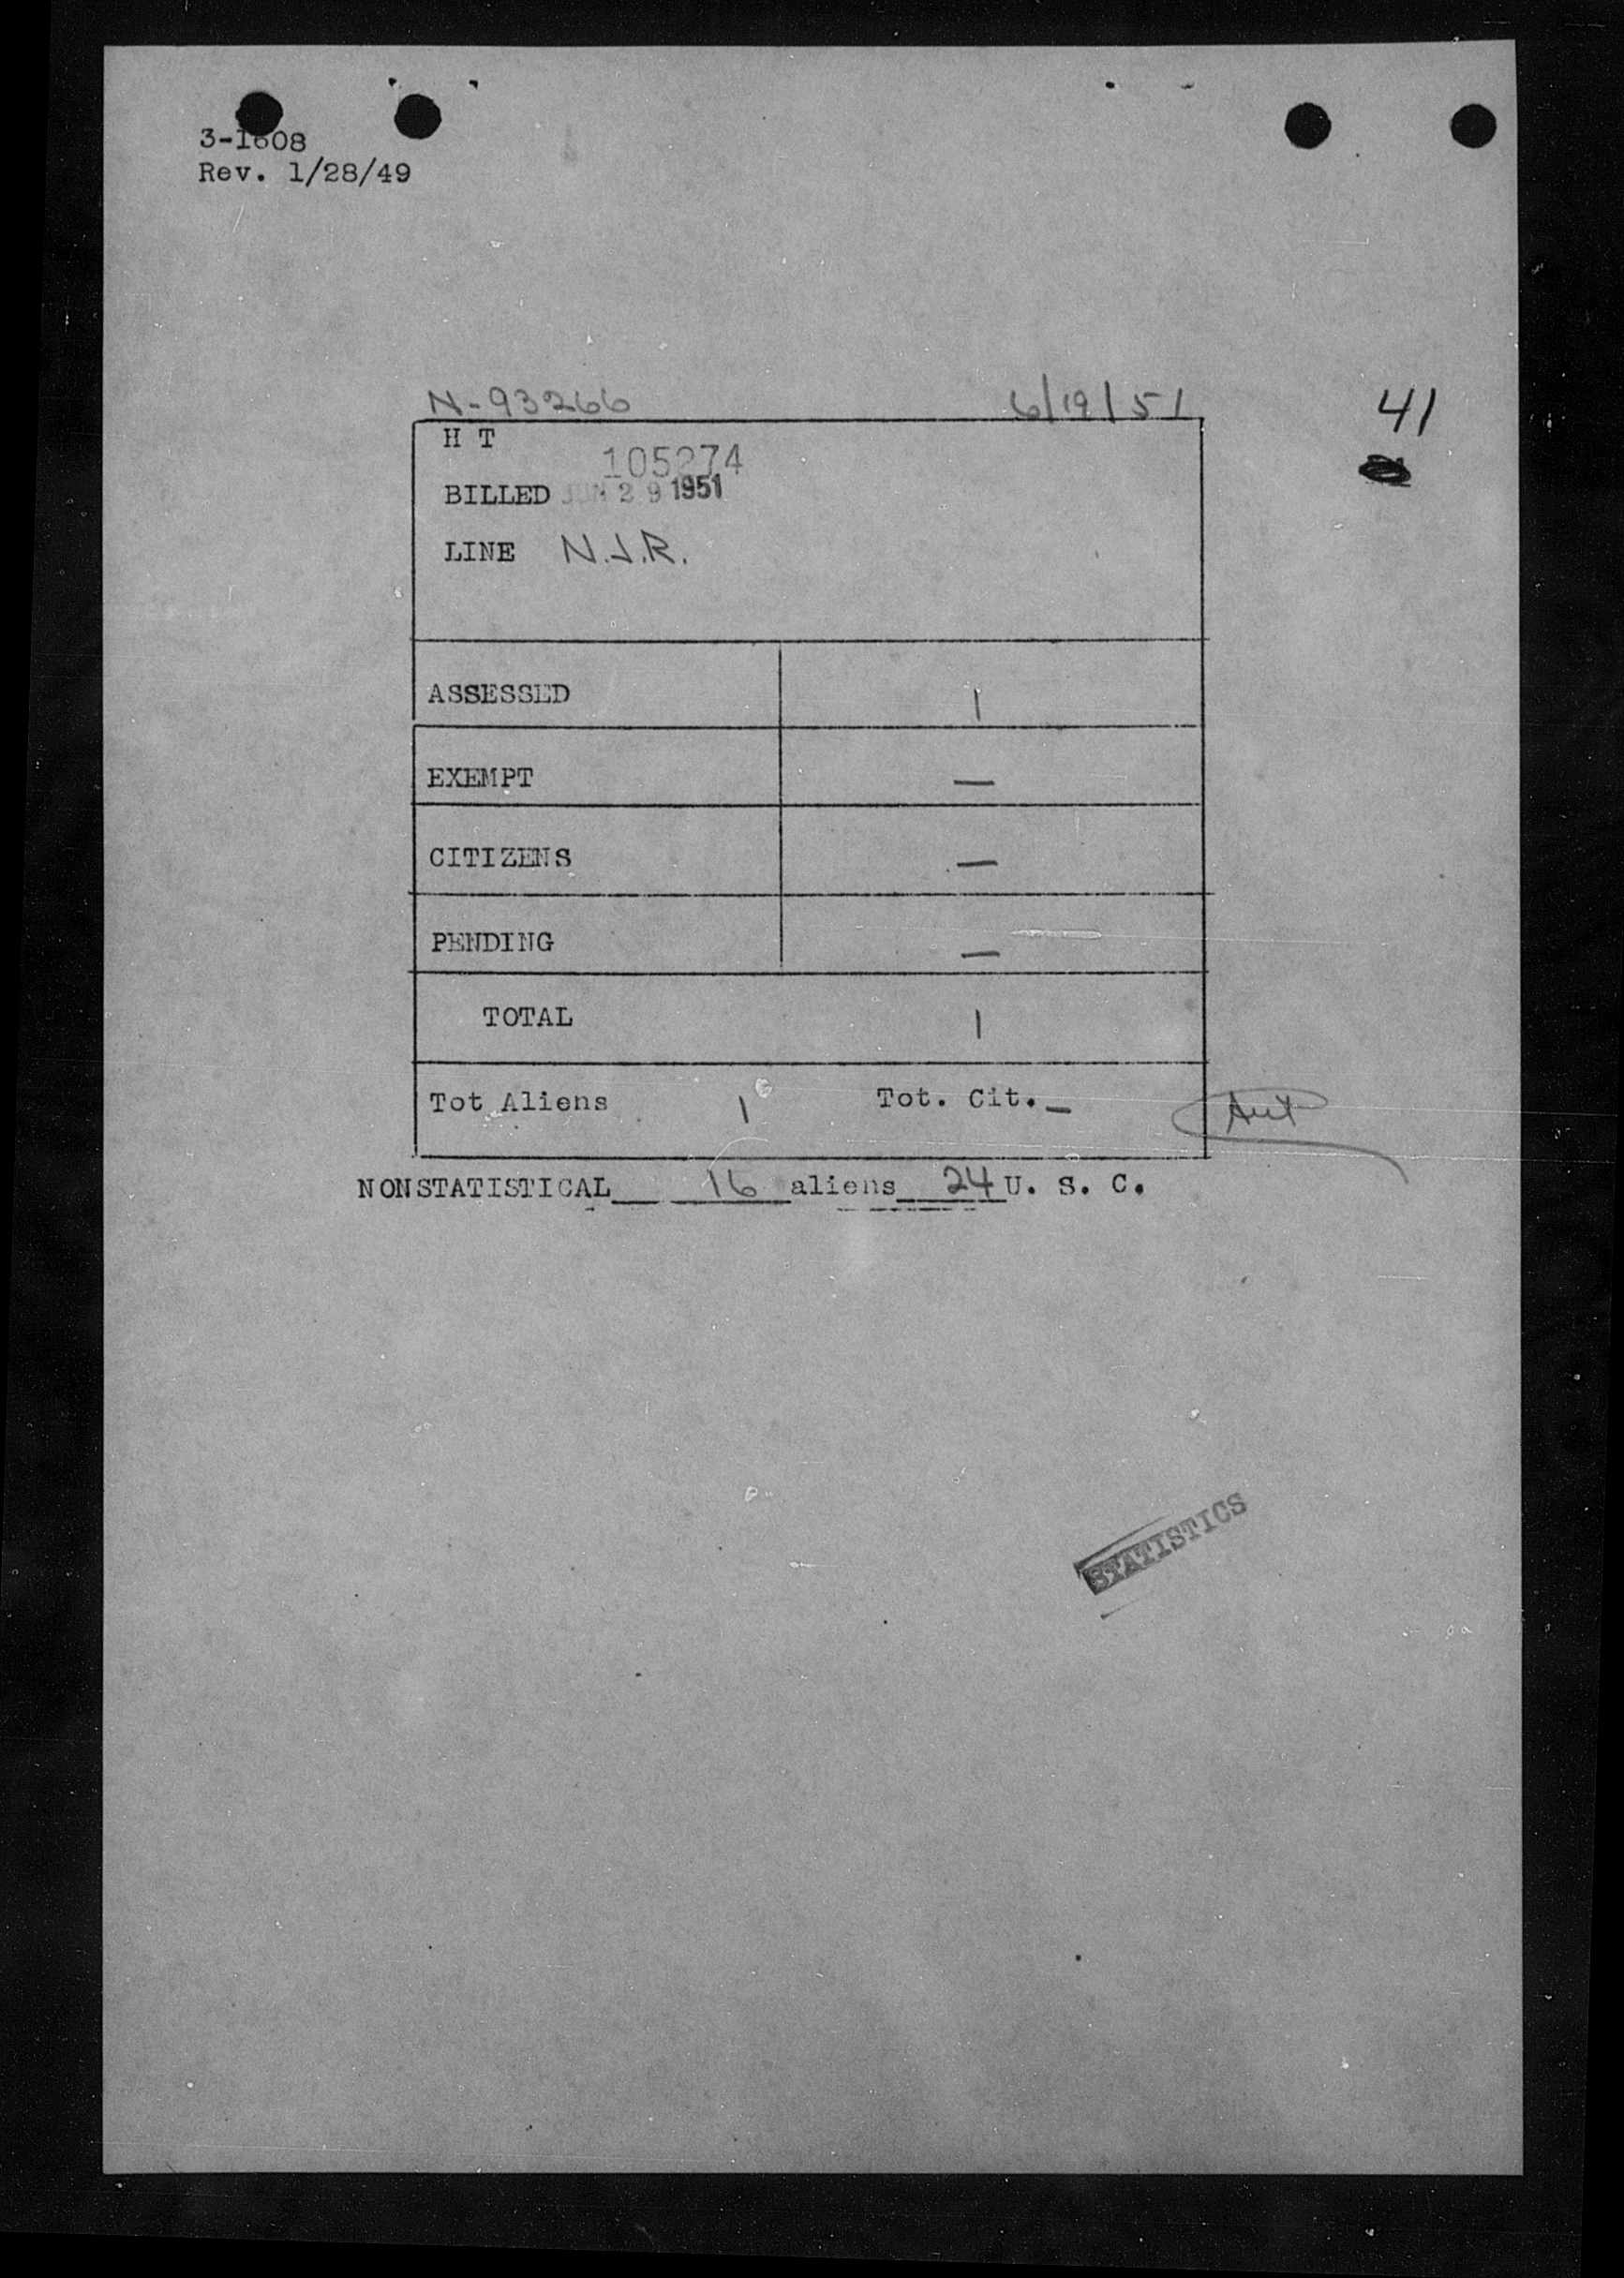 3-1608
Rev. 1/28/49
N-93266 6/19/51 41
H T
105274
BILLED JUN 29 1951
LINE N.J.R.
ASSESSED 1
EXEMPT —
CITIZENS —
PENDING —
TOTAL 1
Tot Aliens 1 Tot. Cit. —
NONSTATISTICAL 16 aliens 24 U. S. C.
STATISTICS